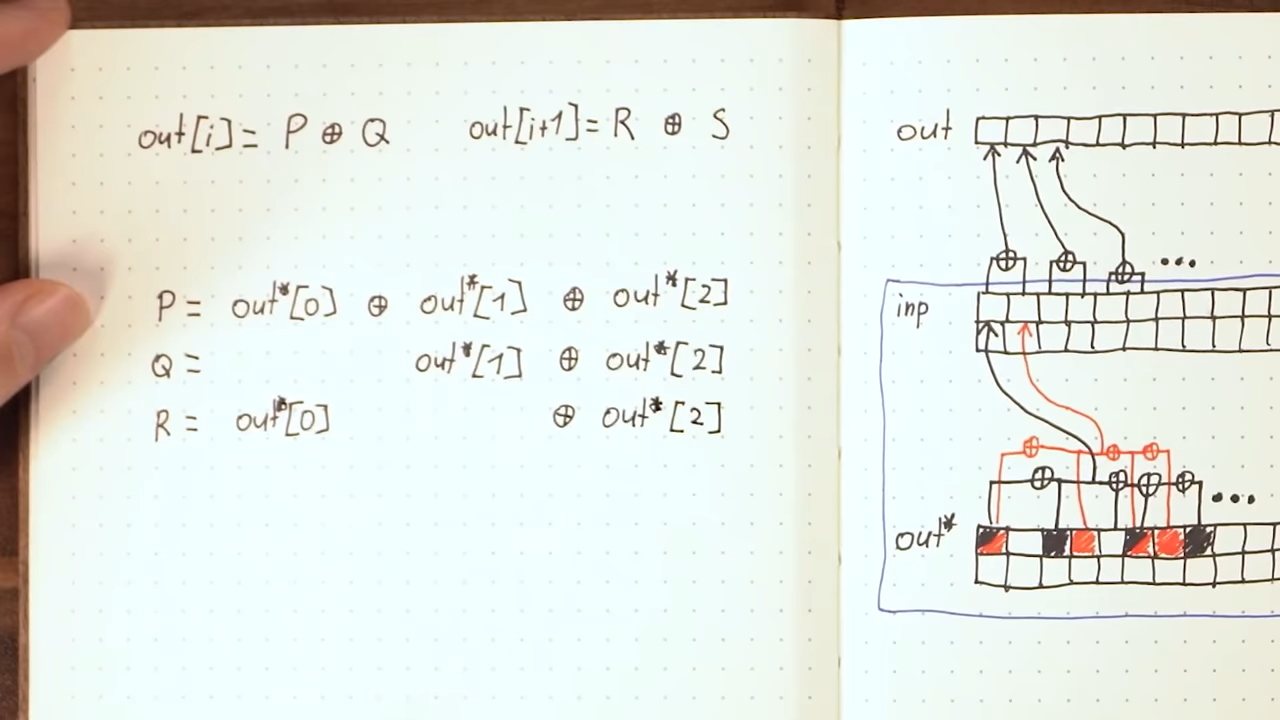 out[i]= P ⊕ Q out[i+1]= R ⊕ S
P = out*[0] ⊕ out*[1] ⊕ out*[2]
Q = out*[1] ⊕ out*[2]
R = out*[0] ⊕ out*[2]
out
⊕ ⊕ ⊕ ...
inp
⊕ ⊕ ⊕
⊕ ⊕ ⊕ ⊕ ...
out*